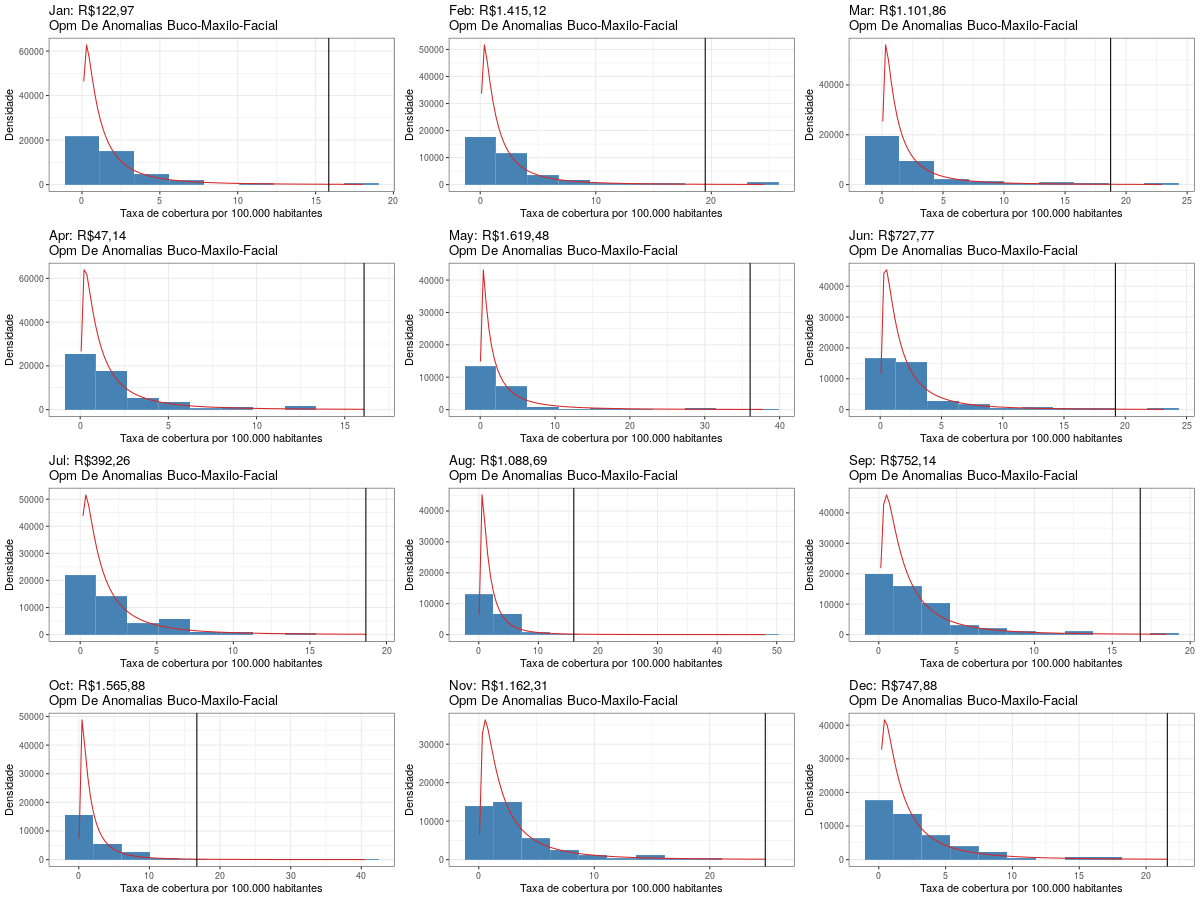 Jan: R$122,97
Opm De Anomalias Buco-Maxilo-Facial
Densidade
60000
40000
20000
0
0 5 10 15 20
Taxa de cobertura por 100.000 habitantes
Feb: R$1.415,12
Opm De Anomalias Buco-Maxilo-Facial
Densidade
50000
40000
30000
20000
10000
0
0 10 20
Taxa de cobertura por 100.000 habitantes
Mar: R$1.101,86
Opm De Anomalias Buco-Maxilo-Facial
Densidade
40000
20000
0
0 5 10 15 20 25
Taxa de cobertura por 100.000 habitantes
Apr: R$47,14
Opm De Anomalias Buco-Maxilo-Facial
Densidade
60000
40000
20000
0
0 5 10 15
Taxa de cobertura por 100.000 habitantes
May: R$1.619,48
Opm De Anomalias Buco-Maxilo-Facial
Densidade
40000
30000
20000
10000
0
0 10 20 30 40
Taxa de cobertura por 100.000 habitantes
Jun: R$727,77
Opm De Anomalias Buco-Maxilo-Facial
Densidade
40000
30000
20000
10000
0
0 5 10 15 20 25
Taxa de cobertura por 100.000 habitantes
Jul: R$392,26
Opm De Anomalias Buco-Maxilo-Facial
Densidade
50000
40000
30000
20000
10000
0
0 5 10 15 20
Taxa de cobertura por 100.000 habitantes
Aug: R$1.088,69
Opm De Anomalias Buco-Maxilo-Facial
Densidade
40000
30000
20000
10000
0
0 10 20 30 40 50
Taxa de cobertura por 100.000 habitantes
Sep: R$752,14
Opm De Anomalias Buco-Maxilo-Facial
Densidade
40000
30000
20000
10000
0
0 5 10 15 20
Taxa de cobertura por 100.000 habitantes
Oct: R$1.565,88
Opm De Anomalias Buco-Maxilo-Facial
Densidade
50000
40000
30000
20000
10000
0
0 10 20 30 40
Taxa de cobertura por 100.000 habitantes
Nov: R$1.162,31
Opm De Anomalias Buco-Maxilo-Facial
Densidade
30000
20000
10000
0
0 10 20
Taxa de cobertura por 100.000 habitantes
Dec: R$747,88
Opm De Anomalias Buco-Maxilo-Facial
Densidade
40000
30000
20000
10000
0
0 5 10 15 20
Taxa de cobertura por 100.000 habitantes